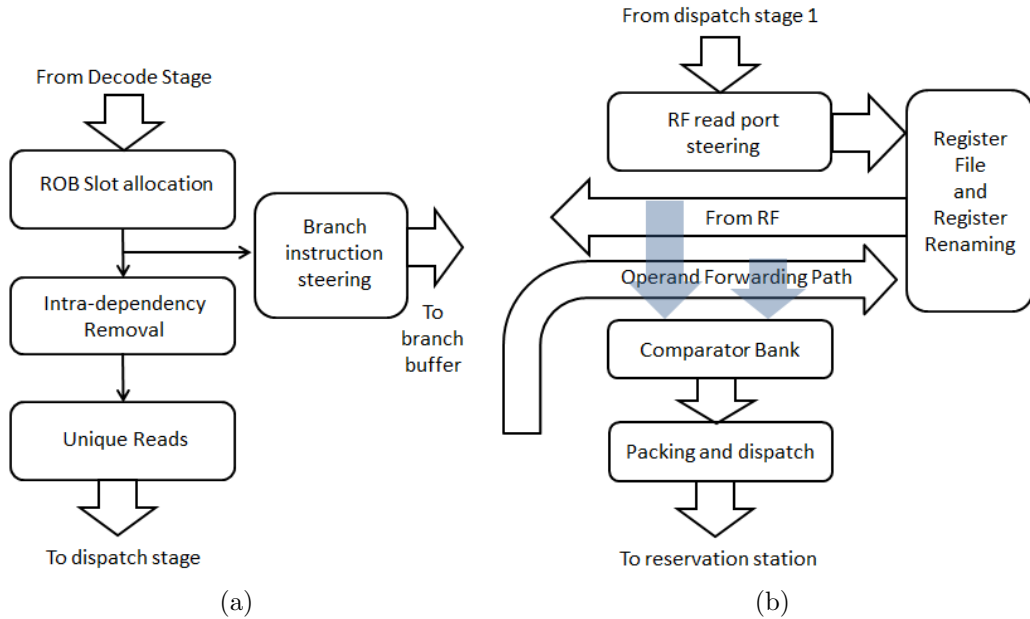 From Decode Stage
ROB Slot allocation
Branch
instruction
steering
Intra-dependency
Removal
To
branch
buffer
Unique Reads
To dispatch stage
(a)
From dispatch stage 1
RF read port
steering
Register
File
and
Register
Renaming
From RF
Operand Forwarding Path
Comparator Bank
Packing and dispatch
To reservation station
(b)